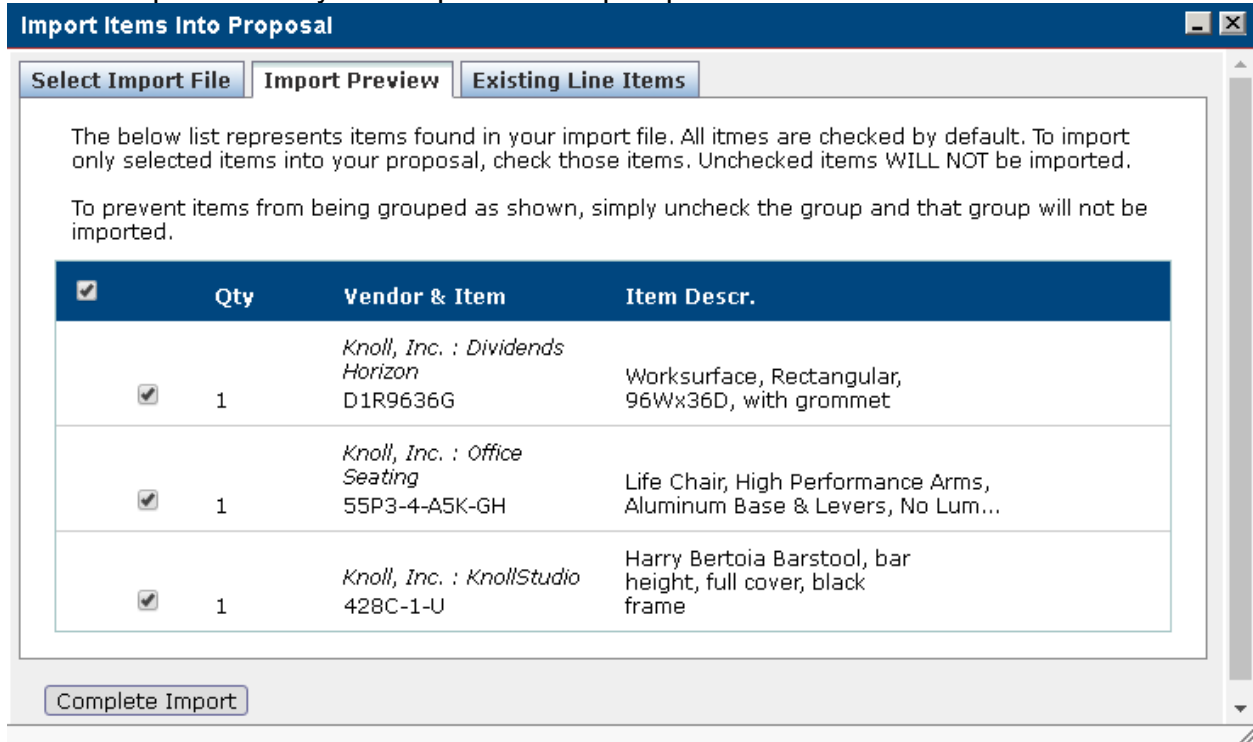 Import Items Into Proposal
Select Import File
Import Preview
Existing Line Items
The below list represents items found in your import file. All itmes are checked by default. To import
only selected items into your proposal, check those items. Unchecked items WILL NOT be imported.
To prevent items from being grouped as shown, simply uncheck the group and that group will not be
imported.
Qty Vendor & Item Item Descr.
Knoll, Inc. : Dividends
Horizon
D1R9636G
1
Worksurface, Rectangular,
96Wx36D, with grommet
Knoll, Inc. : Office
Seating
55P3-4-A5K-GH
1
Life Chair, High Performance Arms,
Aluminum Base & Levers, No Lum...
Knoll, Inc. : KnollStudio
428C-1-U
1
Harry Bertoia Barstool, bar
height, full cover, black
frame
Complete Import